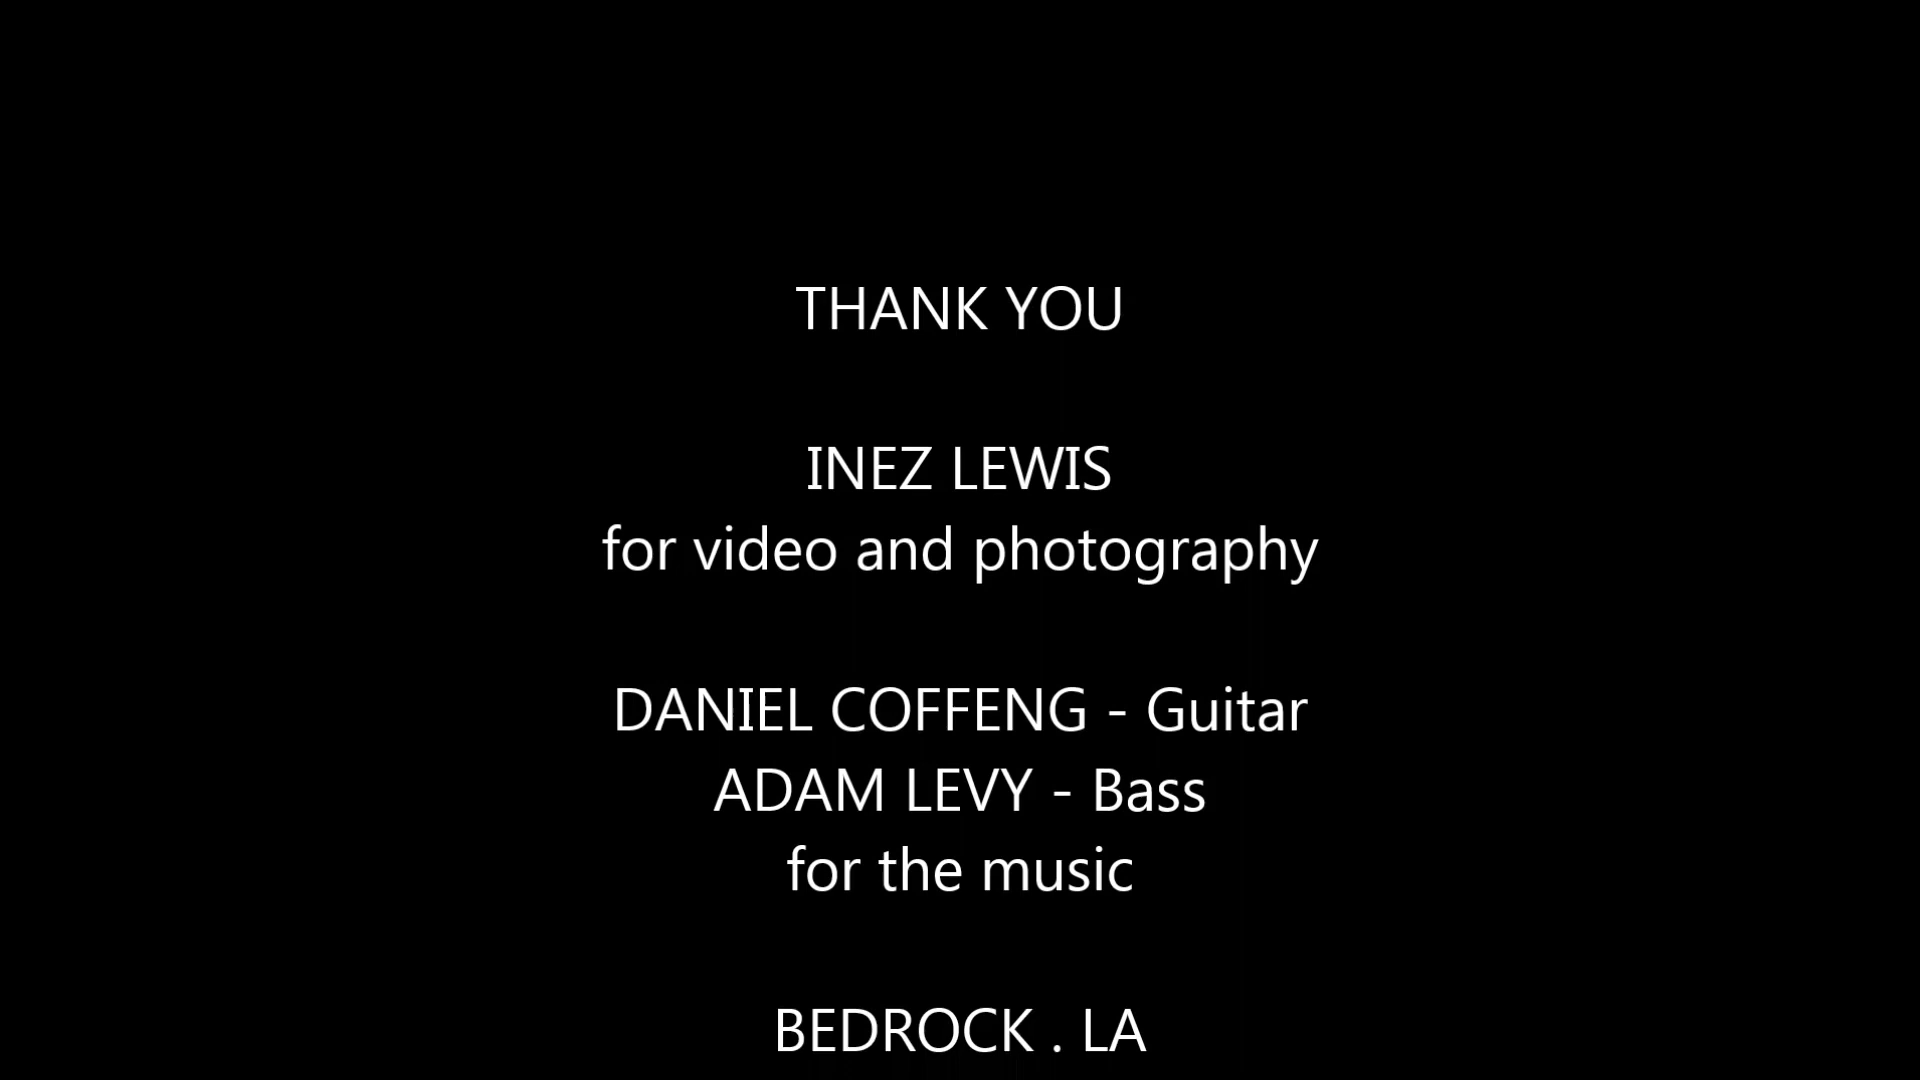 THANK YOU
INEZ LEWIS
for video and photography
DANIEL COFFENG - Guitar
ADAM LEVY - Bass
for the music
BEDROCK . LA